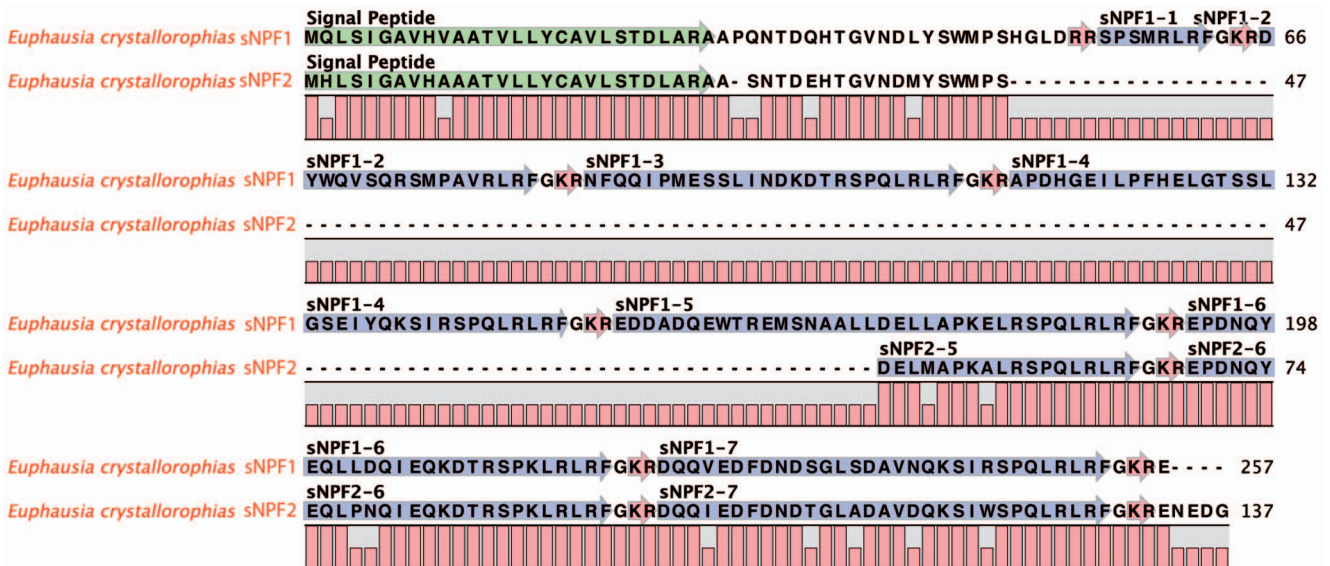 Signal Peptide sNPF1-1 sNPF1-2
Euphausia crystallorophias sNPF1 MQLSIGAVHVAATVLLYCAVLSTDLARAAPQNTDQHTGVNDLYSWMPSHGLDRRSPSMRLRFGKRD 66
Signal Peptide
Euphausia crystallorophias sNPF2 MHLSIGAVHAAATVLLYCAVLSTDLARAA-SNTDEHTGVNDMYSWMPS------------------ 47
sNPF1-2 sNPF1-3 sNPF1-4
Euphausia crystallorophias sNPF1 YWQVSQRSMPAVRLRFGKRNFQQIPMESSLINDKDTRSPQLRLRFGKRAPDHGEILPFHELGTSSL 132
Euphausia crystallorophias sNPF2 ------------------------------------------------------------------ 47
sNPF1-4 sNPF1-5 sNPF1-6
Euphausia crystallorophias sNPF1 GSEIYQKSIRSPQLRLRFGKREDDADQEWTREMSNAALLDELLAPKELRSPQLRLRFGKREPDNQY 198
sNPF2-5 sNPF2-6
Euphausia crystallorophias sNPF2 ---------------------------------------DELMAPKALRSPQLRLRFGKREPDNQY 74
sNPF1-6 sNPF1-7
Euphausia crystallorophias sNPF1 EQLLDQIEQKDTRSPKLRLRFGKRDQQVEDFDNDSGLSDAVNQKSIRSPQLRLRFGKRE---- 257
sNPF2-6 sNPF2-7
Euphausia crystallorophias sNPF2 EQLPNQIEQKDTRSPKLRLRFGKRDQQIEDFDNDTGLADAVDQKSIWSPQLRLRFGKRENEDG 137